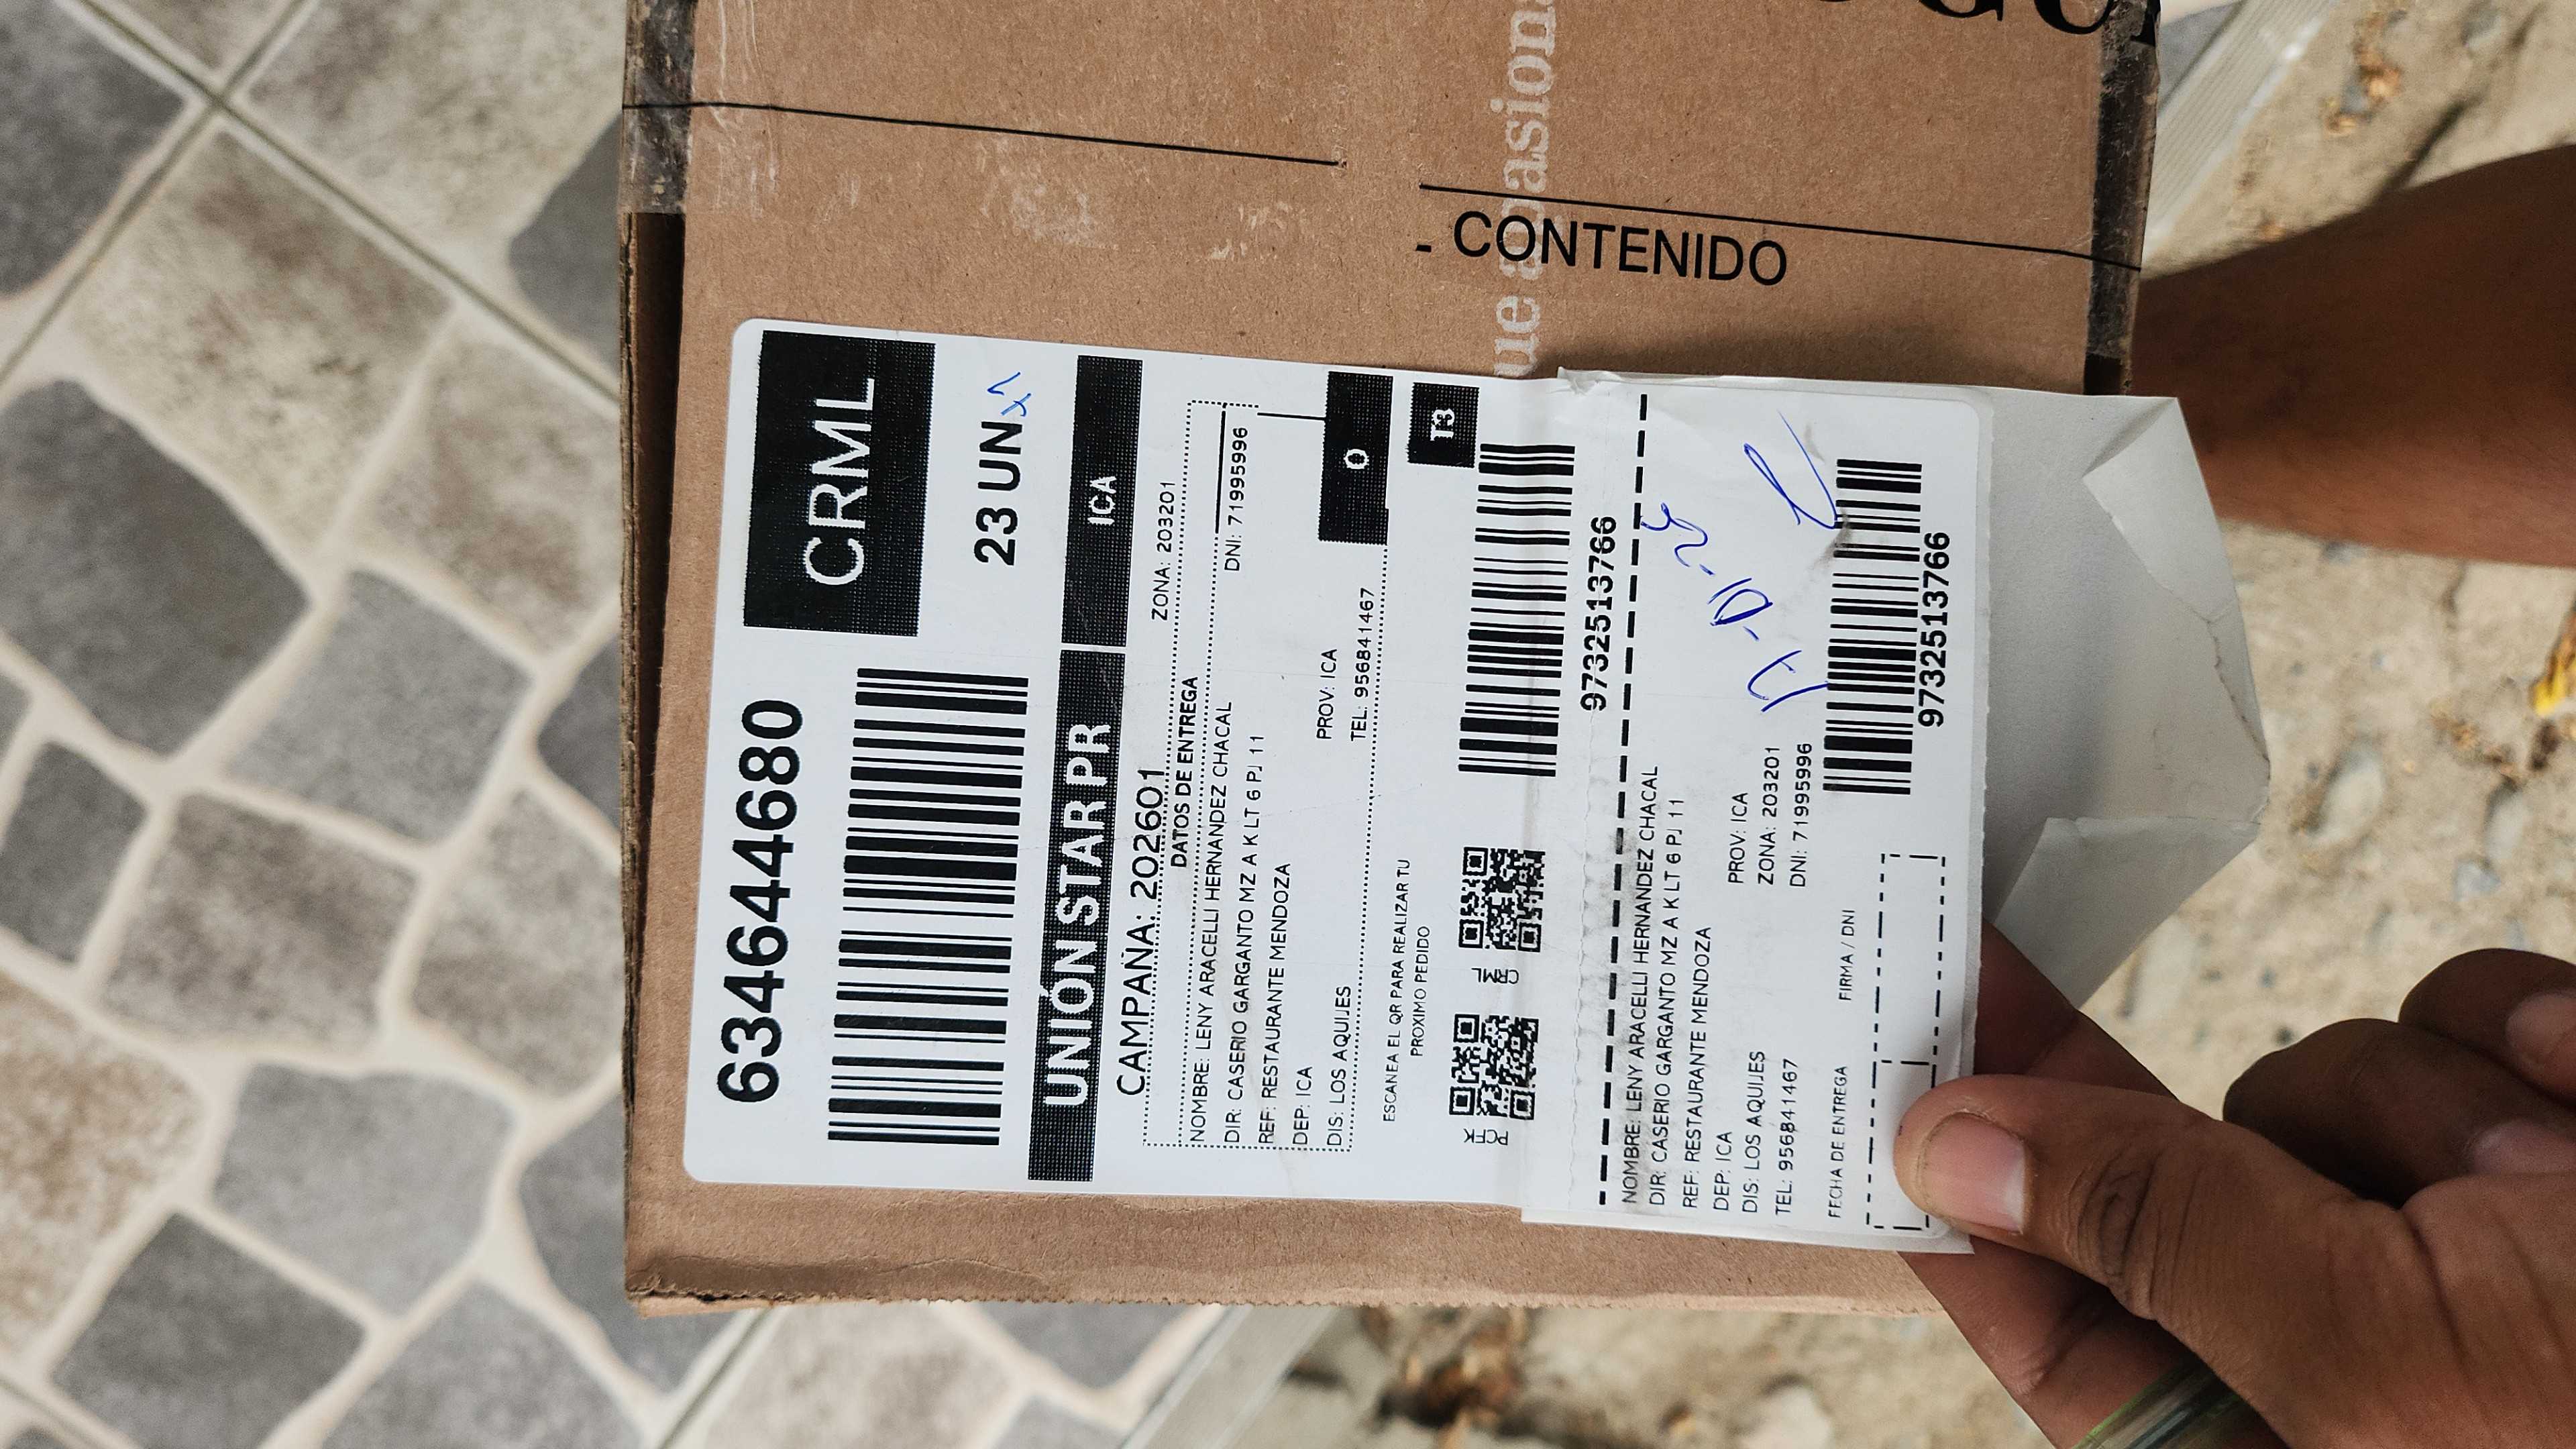 CONTENIDO
63464680
CRML
23 UN
UNIÓN STAR PR
ICA
CAMPAÑA: 202601
ZONA: 203201
DATOS DE ENTREGA
NOMBRE: LENY ARACELLI HERNANDEZ CHACAL
DIR: CASERIO GARGANTO MZ A K LT 6 PJ 11
DNI: 71995996
REF: RESTAURANTE MENDOZA
DEP: ICA
PROV: ICA
DIS: LOS AQUIJES
TEL: 956841467
0
ESCANEA EL QR PARA REALIZAR TU
PROXIMO PEDIDO
13
PCFK
CRML
9732513766
NOMBRE: LENY ARACELLI HERNANDEZ CHACAL
DIR: CASERIO GARGANTO MZ A K LT 6 PJ 11
REF: RESTAURANTE MENDOZA
DEP: ICA
PROV: ICA
DIS: LOS AQUIJES
ZONA: 203201
TEL: 956841467
DNI: 71995996
FECHA DE ENTREGA
FIRMA / DNI
9732513766